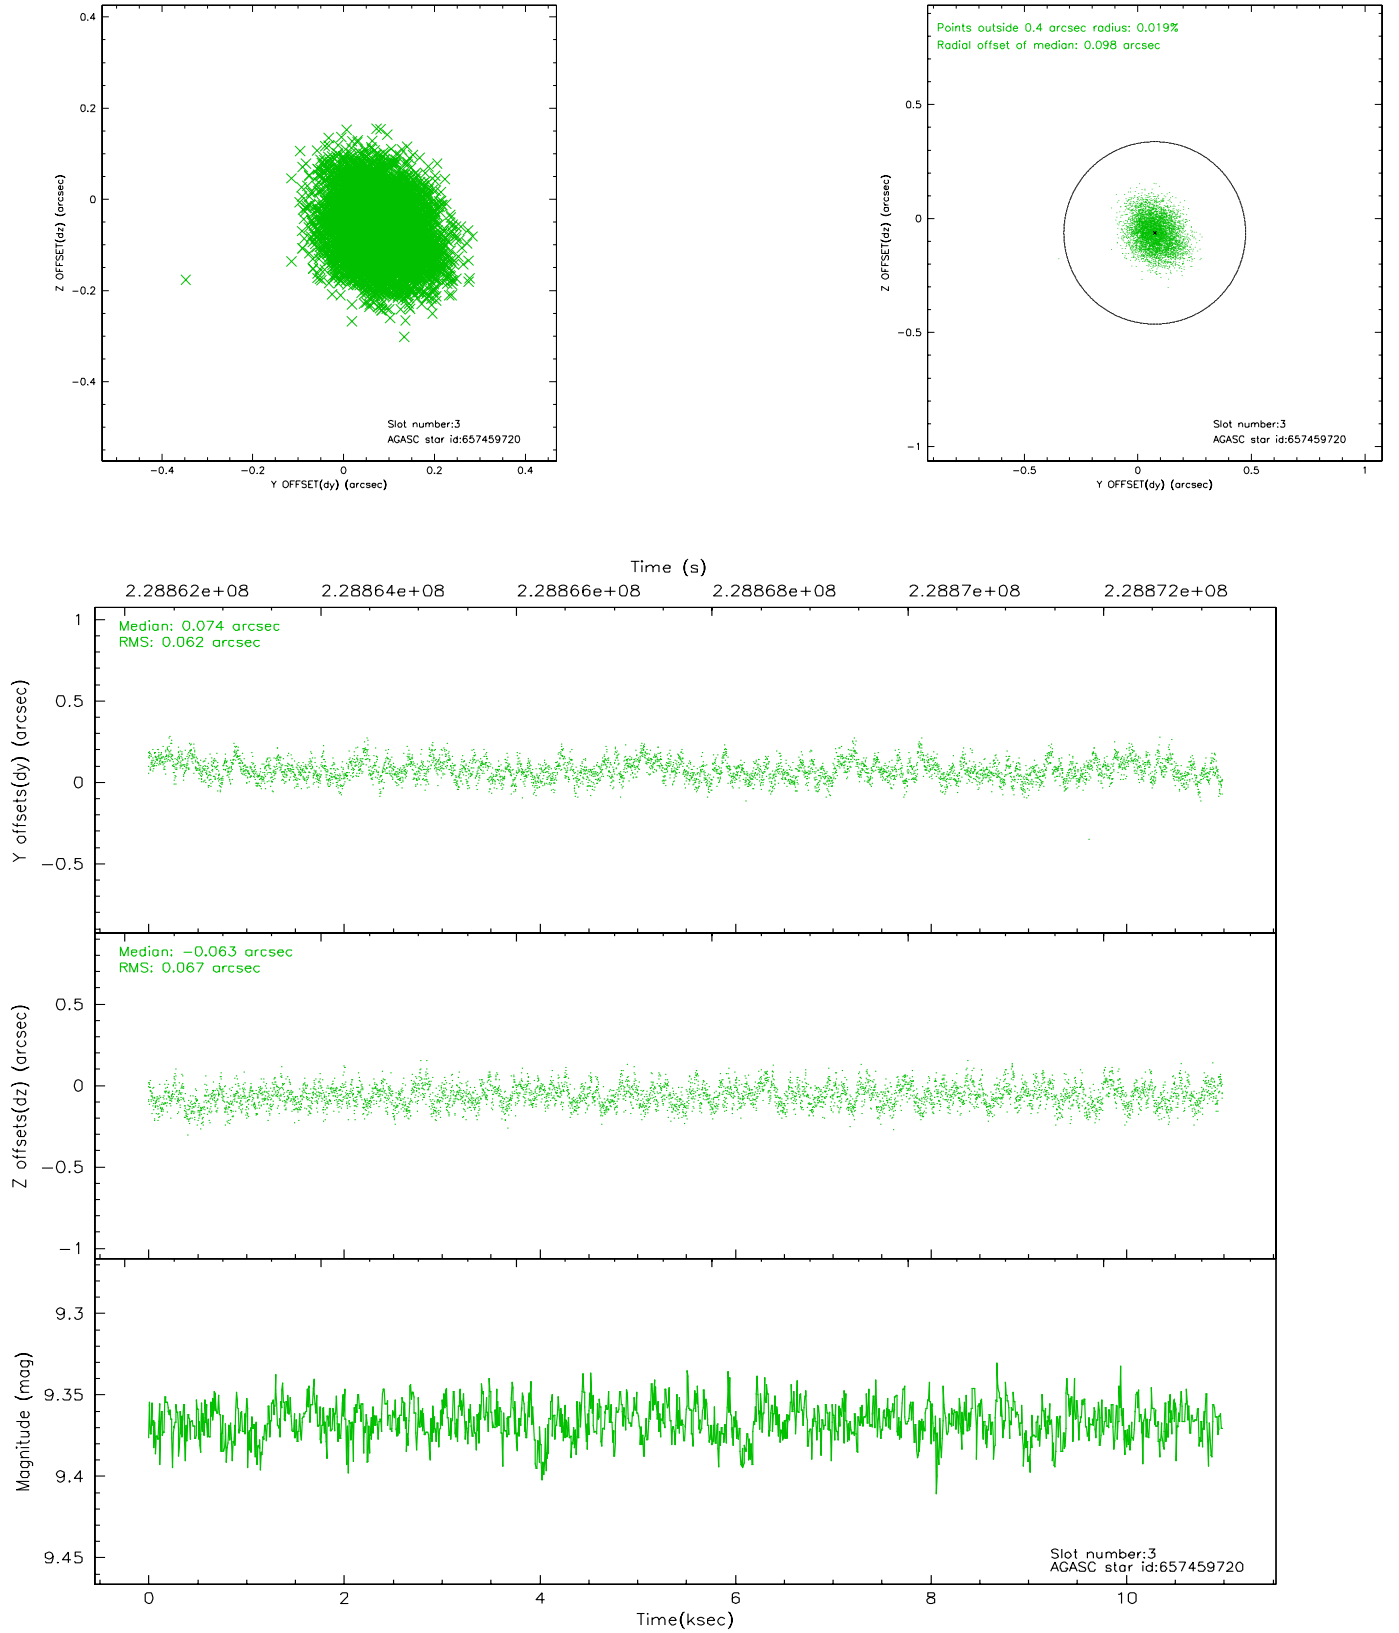 0.4
0.2
0
−0.2
−0.4
Z OFFSET(dz) (arcsec)
Slot number:3
AGASC star id:657459720
−0.4 −0.2 0 0.2 0.4
Y OFFSET(dy) (arcsec)
Points outside 0.4 arcsec radius: 0.019%
Radial offset of median: 0.098 arcsec
0.5
0
−0.5
−1
Z OFFSET(dz) (arcsec)
Slot number:3
AGASC star id:657459720
−0.5 0 0.5 1
Y OFFSET(dy) (arcsec)
Time (s)
2.28862e+08 2.28864e+08 2.28866e+08 2.28868e+08 2.2887e+08 2.28872e+08
Median: 0.074 arcsec
RMS: 0.062 arcsec
1
0.5
0
−0.5
Y offsets(dy) (arcsec)
Median: −0.063 arcsec
RMS: 0.067 arcsec
0.5
0
−0.5
−1
Z offsets(dz) (arcsec)
9.3
9.35
9.4
9.45
Magnitude (mag)
Slot number:3
AGASC star id:657459720
0 2 4 6 8 10
Time(ksec)